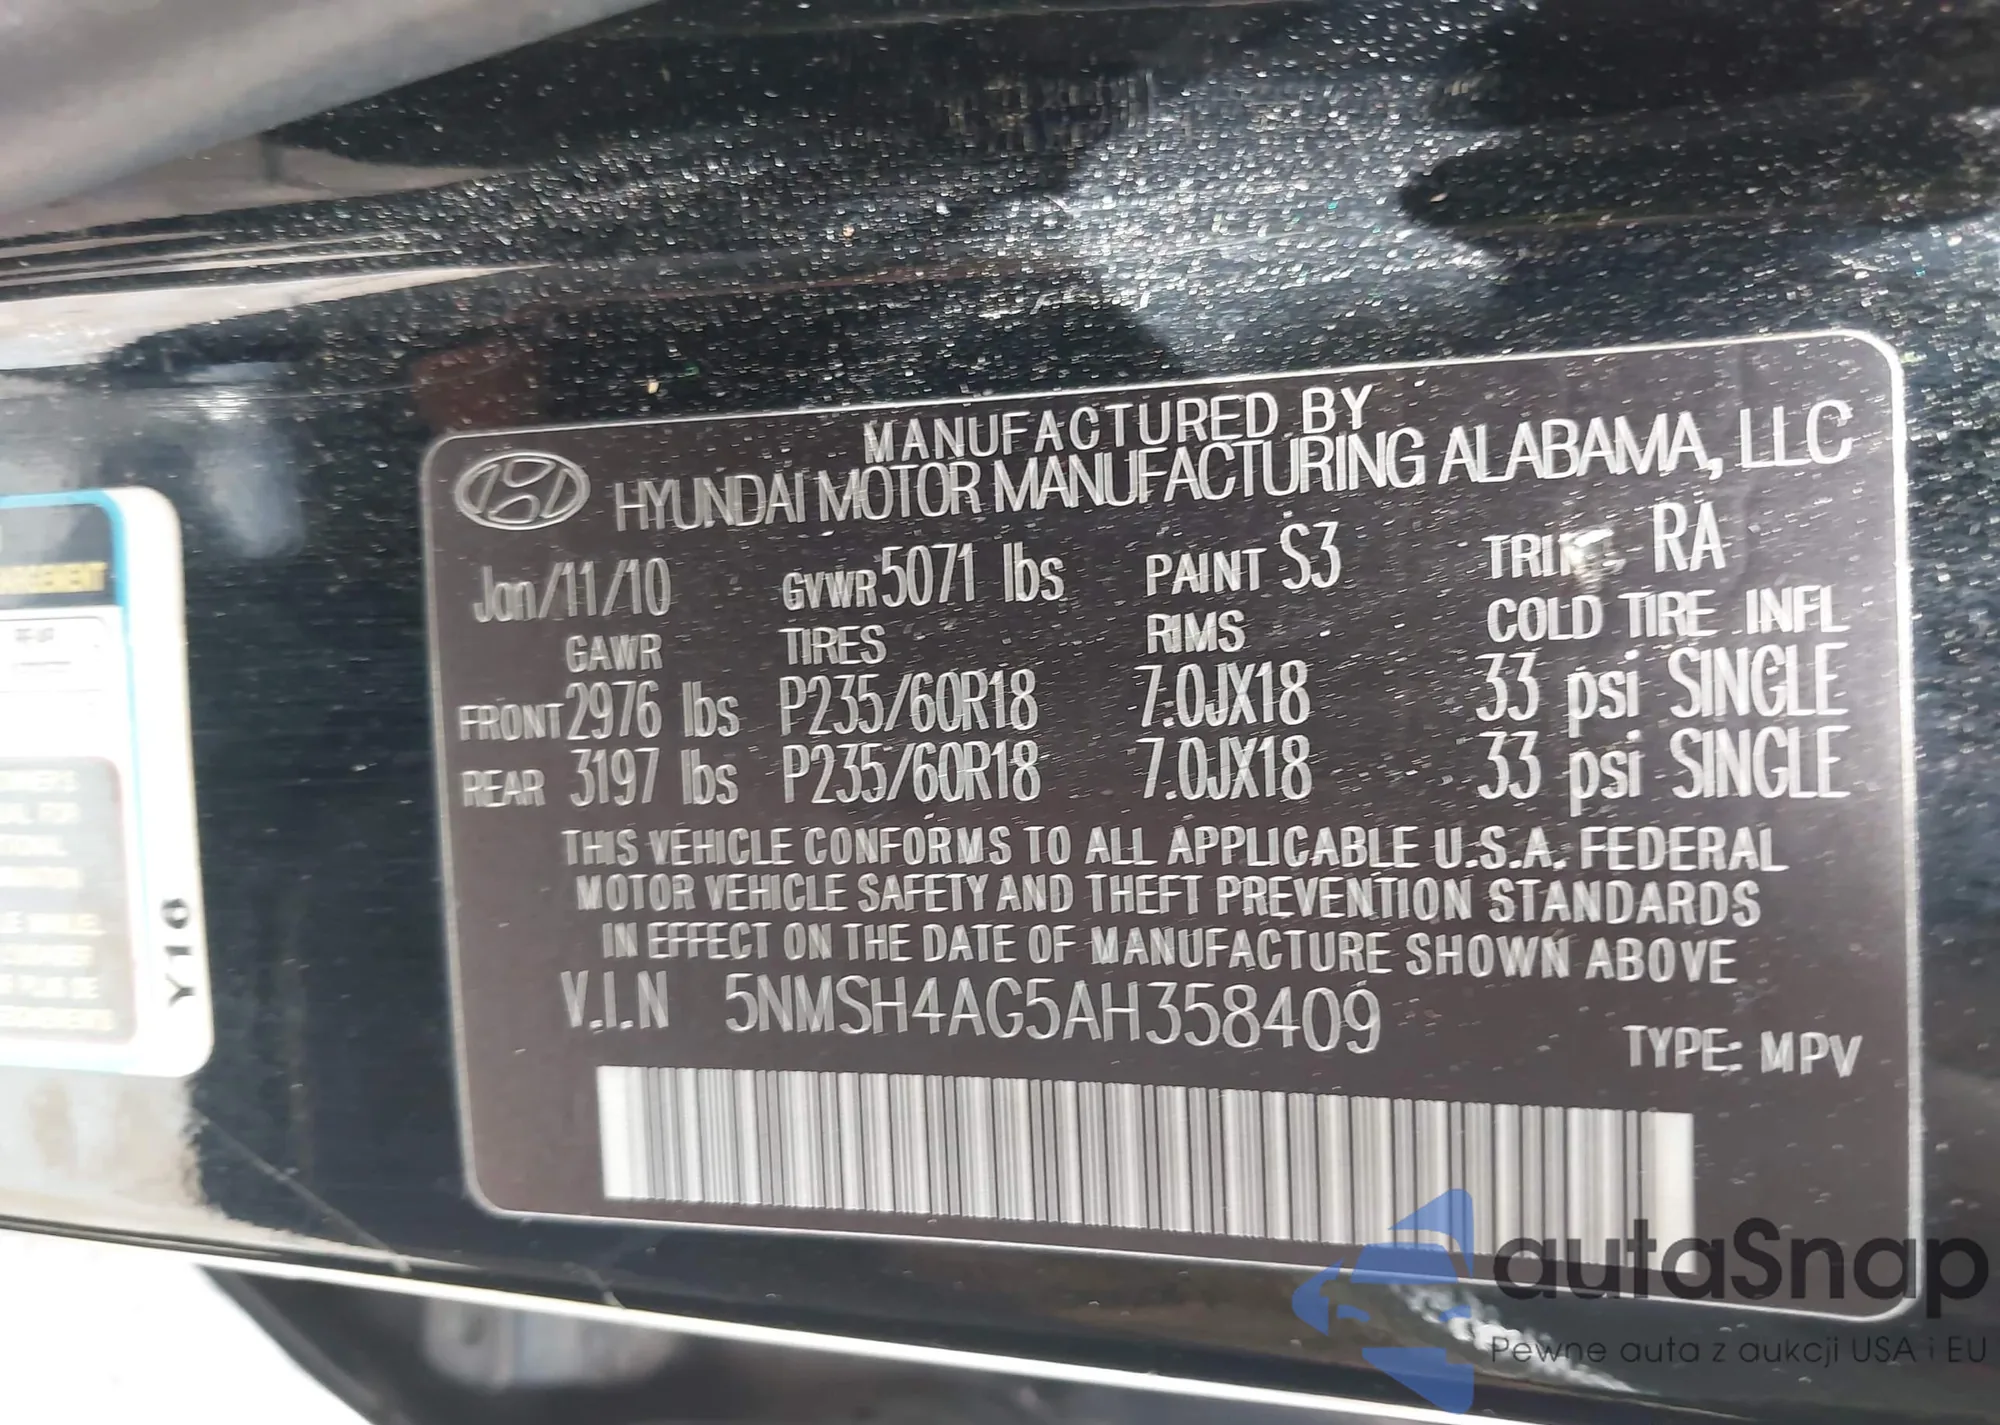 MANUFACTURED BY
HYUNDAI MOTOR MANUFACTURING ALABAMA, LLC
Jan/11/10 GVWR 5071 lbs PAINT S3 TRIM RA
GAWR TIRES RIMS COLD TIRE INFL
FRONT 2976 lbs P235/60R18 7.0JX18 33 psi SINGLE
REAR 3197 lbs P235/60R18 7.0JX18 33 psi SINGLE
THIS VEHICLE CONFORMS TO ALL APPLICABLE U.S.A. FEDERAL
MOTOR VEHICLE SAFETY AND THEFT PREVENTION STANDARDS
IN EFFECT ON THE DATE OF MANUFACTURE SHOWN ABOVE
V.I.N 5NMSH4AG5AH358409
TYPE: MPV
Y16
autaSnap
Pewne auta z aukcji USA i EU